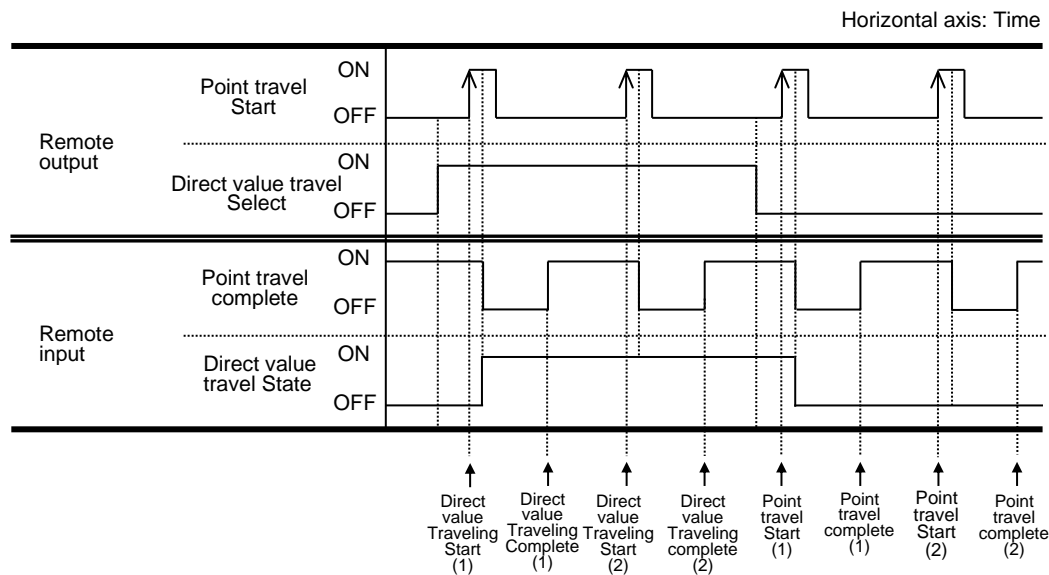 Horizontal axis: Time
Remote
output
Point travel
Start
ON
OFF
Direct value travel
Select
ON
OFF
Remote
input
Point travel
complete
ON
OFF
Direct value
travel State
ON
OFF
Direct
value
Traveling
Start
(1)
Direct
value
Traveling
Complete
(1)
Direct
value
Traveling
Start
(2)
Direct
value
Traveling
complete
(2)
Point
travel
Start
(1)
Point
travel
complete
(1)
Point
travel
Start
(2)
Point
travel
complete
(2)